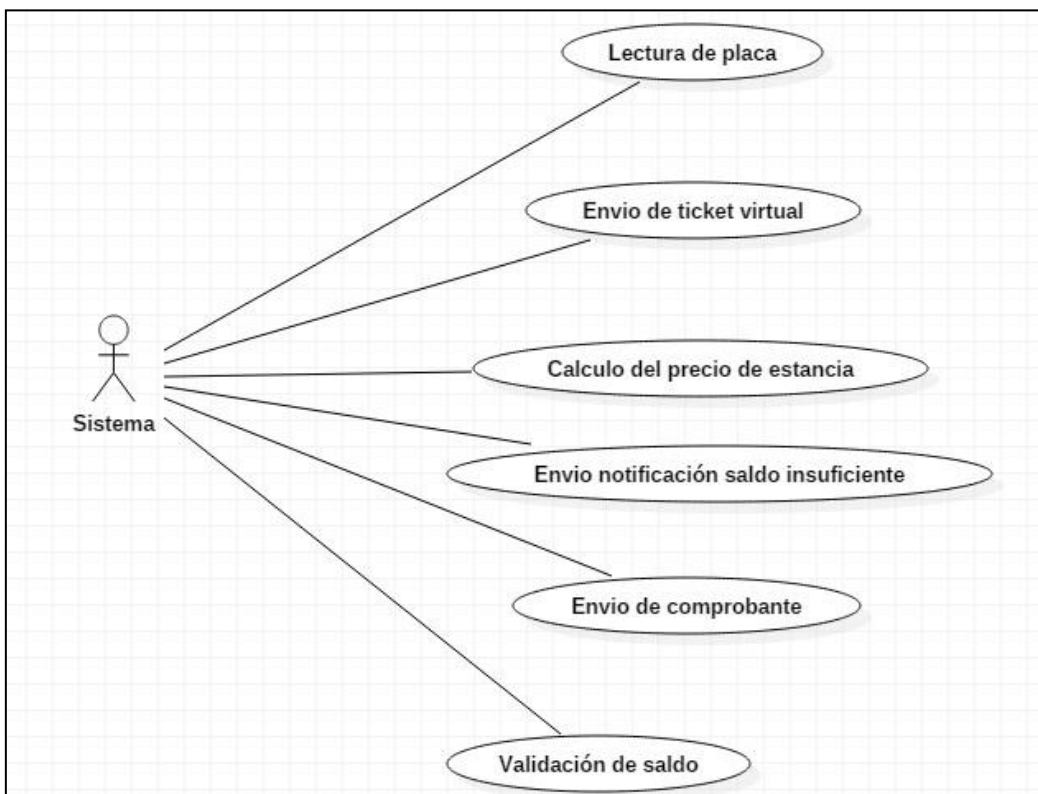 Lectura de placa
Envio de ticket virtual
Calculo del precio de estancia
Sistema
Envio notificación saldo insuficiente
Envio de comprobante
Validación de saldo